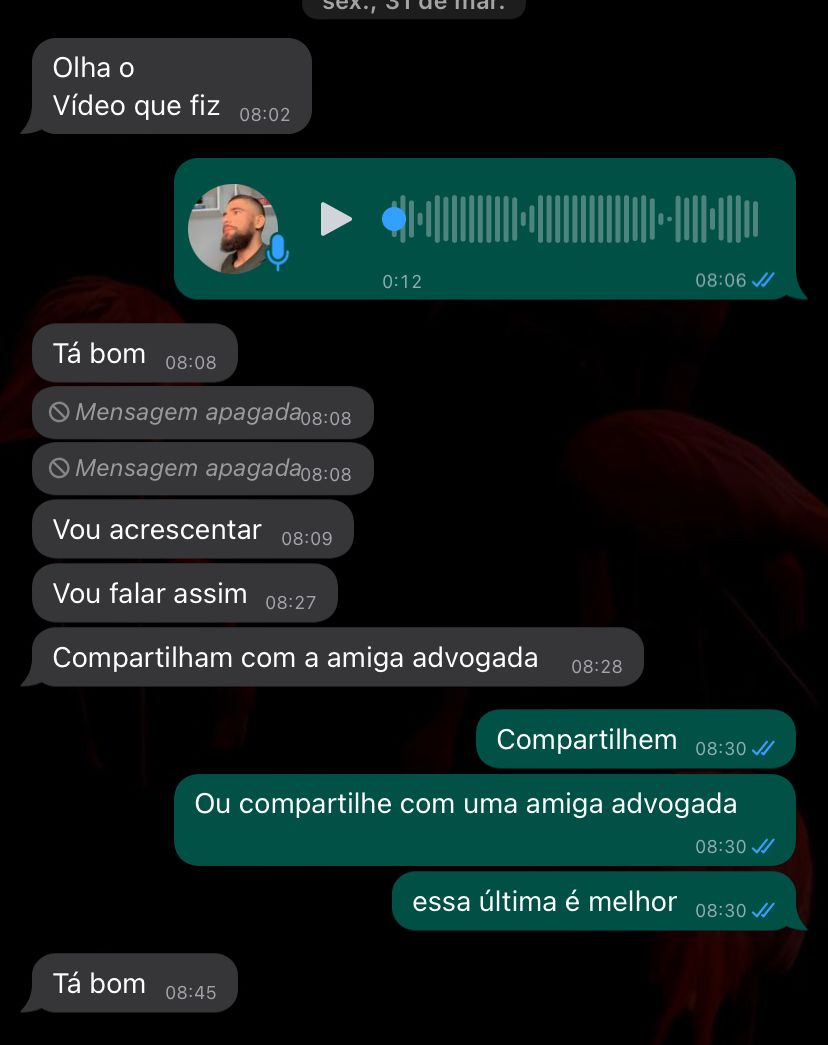 sex., 31 de mar.
Olha o
Vídeo que fiz 08:02
0:12 08:06
Tá bom 08:08
Mensagem apagada 08:08
Mensagem apagada 08:08
Vou acrescentar 08:09
Vou falar assim 08:27
Compartilham com a amiga advogada 08:28
Compartilhem 08:30
Ou compartilhe com uma amiga advogada
08:30
essa última é melhor 08:30
Tá bom 08:45